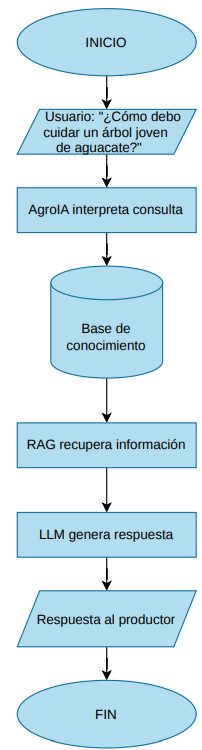 INICIO
Usuario: "¿Cómo debo
cuidar un árbol joven
de aguacate?"
AgroIA interpreta consulta
Base de
conocimiento
RAG recupera información
LLM genera respuesta
Respuesta al productor
FIN